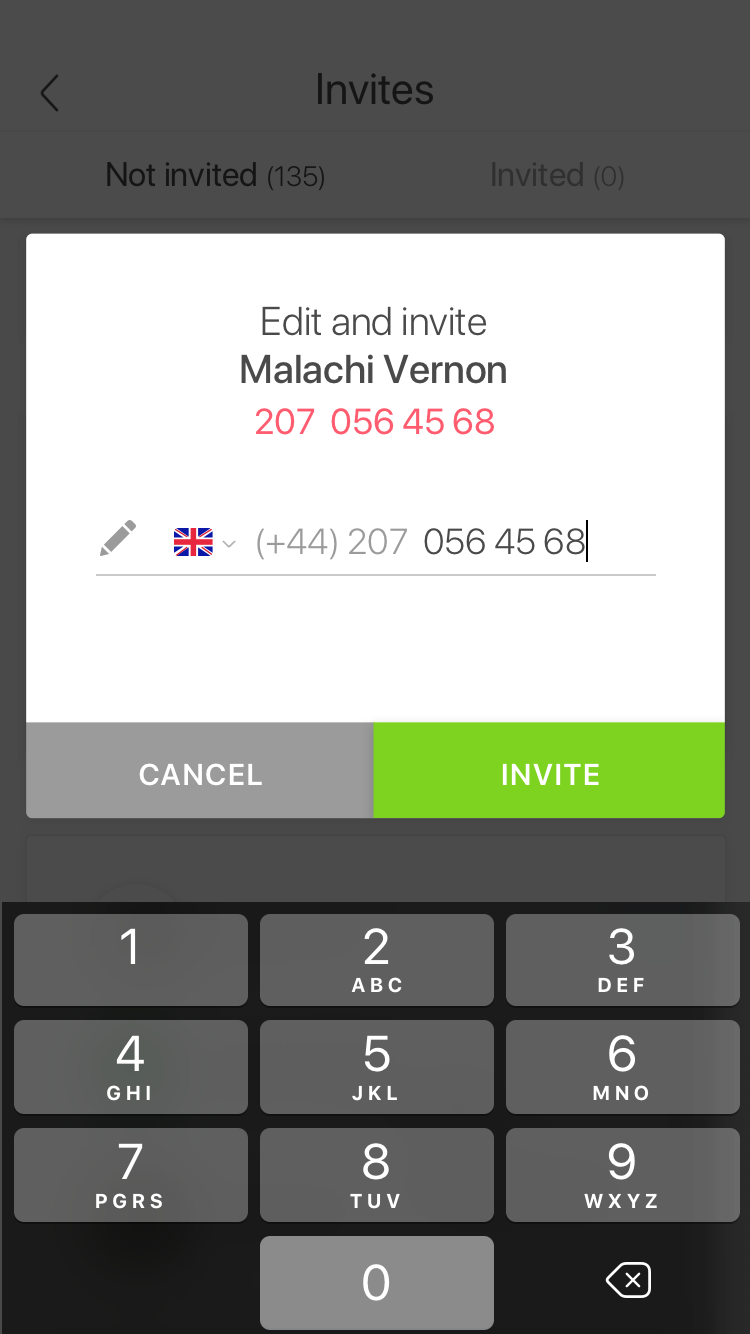 Invites
Not invited (135) Invited (0)
Edit and invite
Malachi Vernon
207 056 45 68
(+44) 207 056 45 68
CANCEL INVITE
1 2 3
ABC DEF
4 5 6
GHI JKL MNO
7 8 9
PGRS TUV WXYZ
0